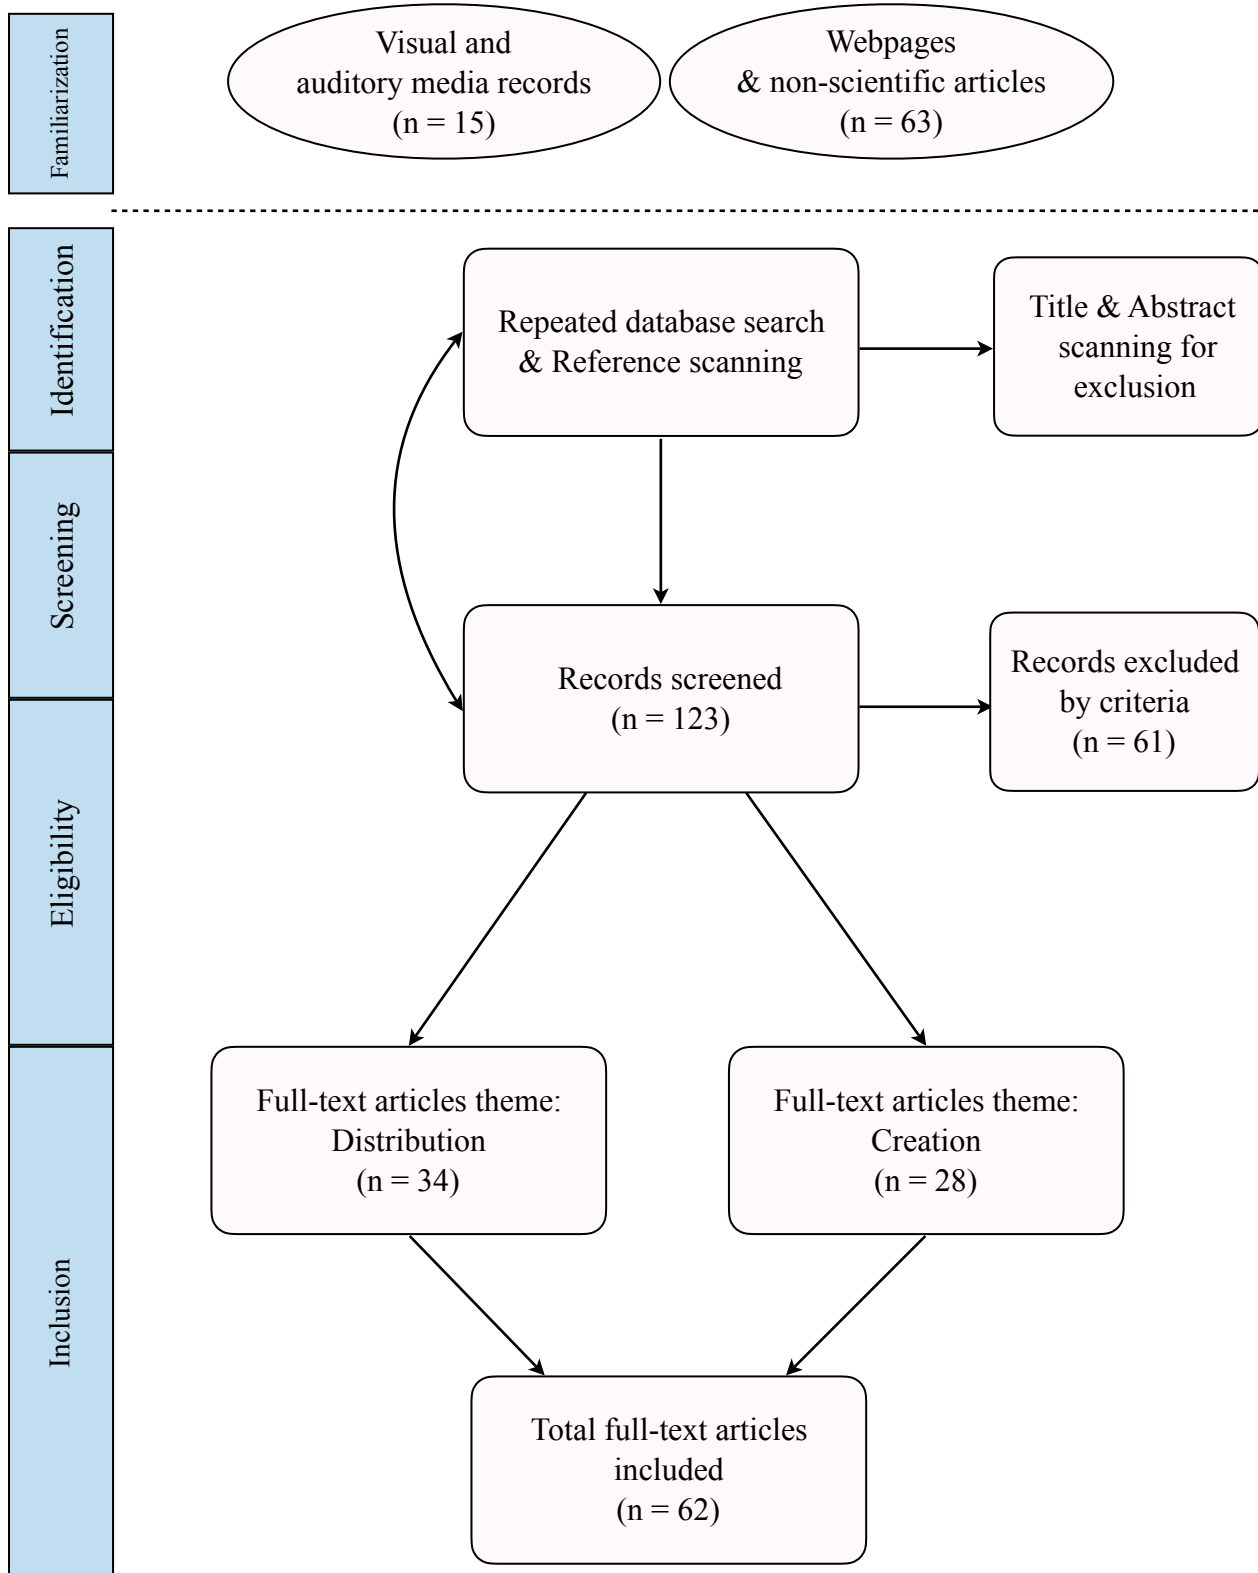 Familiarization
Visual and
auditory media records
(n = 15)
Webpages
& non-scientific articles
(n = 63)
Identification
Repeated database search
& Reference scanning
Title & Abstract
scanning for
exclusion
Screening
Records screened
(n = 123)
Records excluded
by criteria
(n = 61)
Eligibility
Full-text articles theme:
Distribution
(n = 34)
Full-text articles theme:
Creation
(n = 28)
Inclusion
Total full-text articles
included
(n = 62)